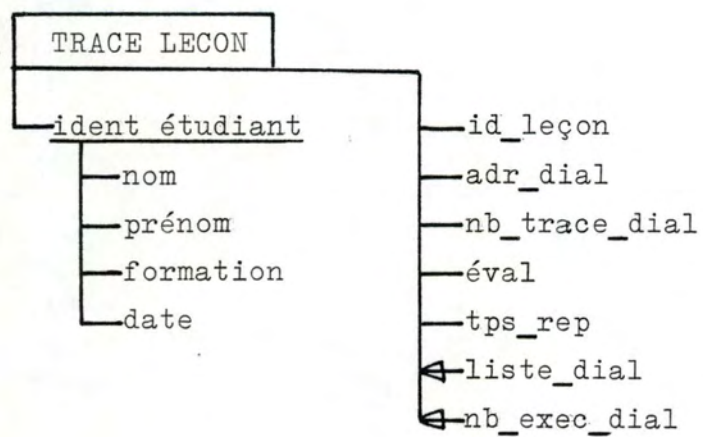 TRACE LECON
ident étudiant
nom
prénom
formation
date
id_leçon
adr_dial
nb_trace_dial
éval
tps_rep
liste_dial
nb_exec_dial